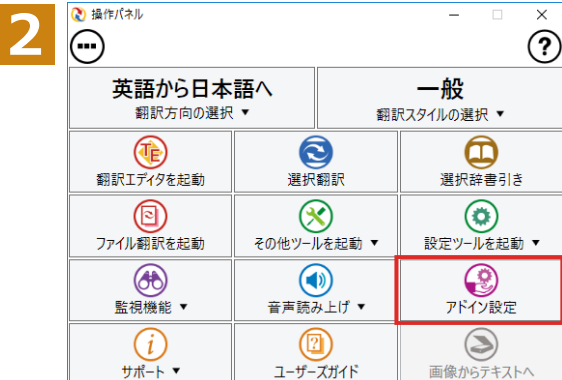 2
操作パネル
?
英語から日本語へ
翻訳方向の選択 ▼
一般
翻訳スタイルの選択 ▼
TE
翻訳エディタを起動
選択翻訳
選択辞書引き
ファイル翻訳を起動
その他ツールを起動 ▼
設定ツールを起動 ▼
監視機能 ▼
音声読み上げ ▼
アドイン設定
i
サポート ▼
?
ユーザーズガイド
画像からテキストへ